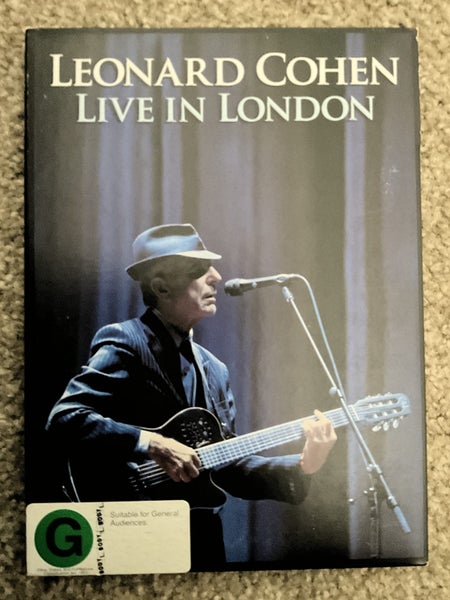 LEONARD COHEN
LIVE IN LONDON
G
Suitable for General
Audiences.